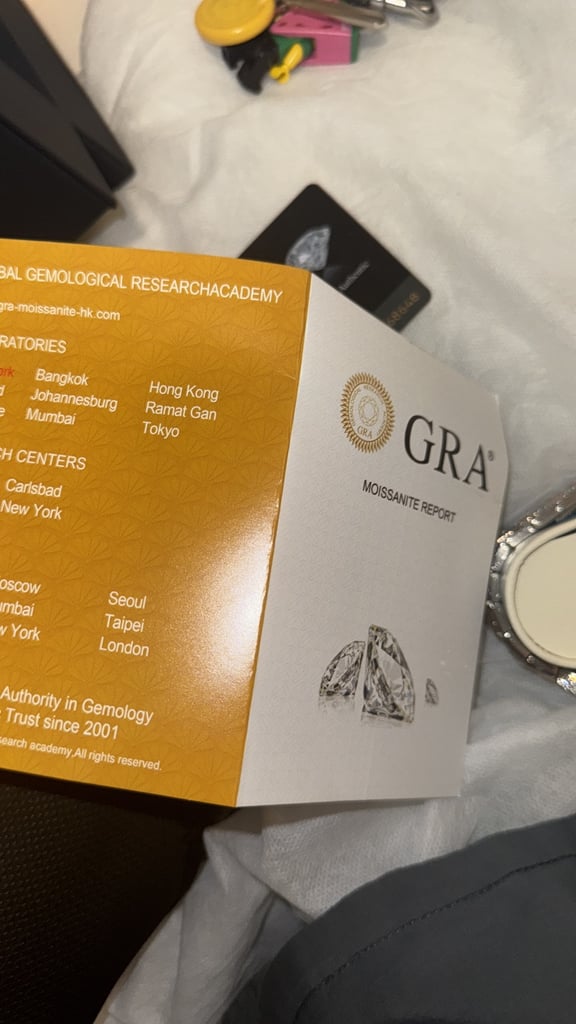 BAL GEMOLOGICAL RESEARCHACADEMY
gra-moissanite-hk.com
RATORIES
Bangkok Hong Kong
Johannesburg Ramat Gan
Mumbai Tokyo
CH CENTERS
Carlsbad
New York
oscow Seoul
umbai Taipei
w York London
Authority in Gemology
Trust since 2001
search academy,All rights reserved.
GRA®
GRA
MOISSANITE REPORT